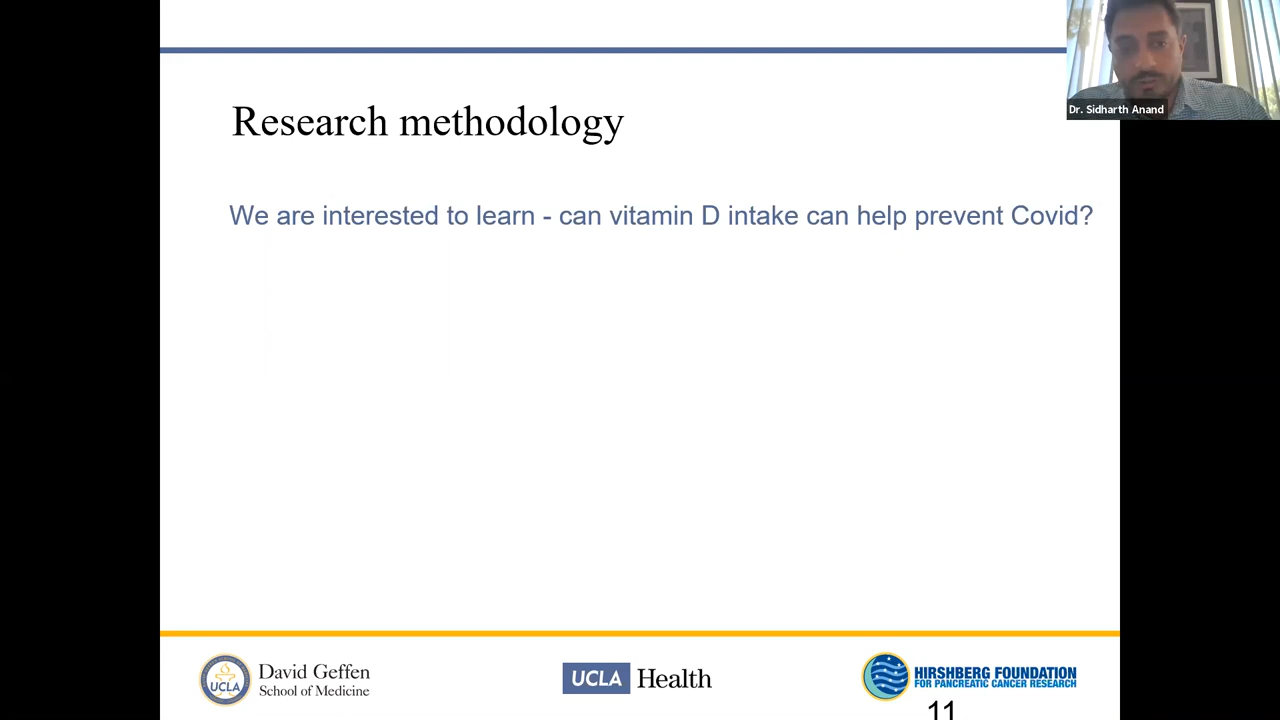 Dr. Sidharth Anand
Research methodology
We are interested to learn - can vitamin D intake can help prevent Covid?
UCLA
David Geffen
School of Medicine
UCLA Health
HIRSHBERG FOUNDATION
FOR PANCREATIC CANCER RESEARCH
11